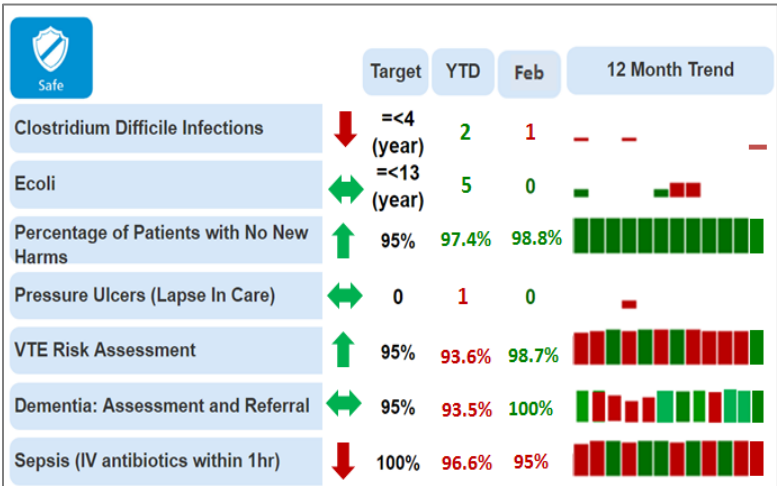 Safe
Target YTD Feb 12 Month Trend
Clostridium Difficile Infections =<4 (year) 2 1
Ecoli =<13 (year) 5 0
Percentage of Patients with No New
Harms 95% 97.4% 98.8%
Pressure Ulcers (Lapse In Care) 0 1 0
VTE Risk Assessment 95% 93.6% 98.7%
Dementia: Assessment and Referral 95% 93.5% 100%
Sepsis (IV antibiotics within 1hr) 100% 96.6% 95%